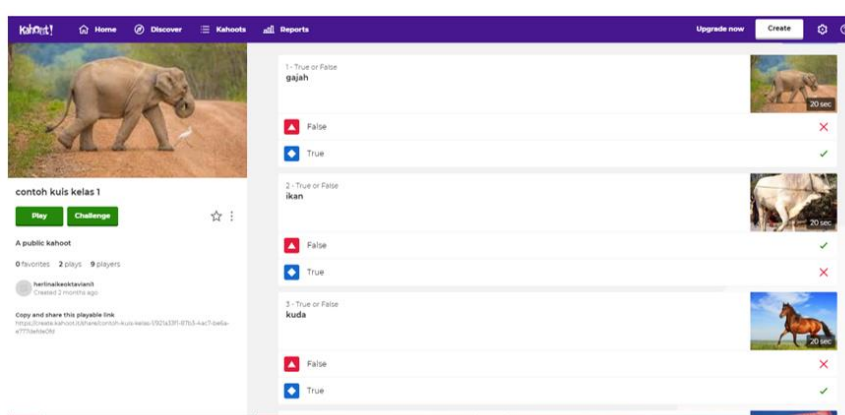 Kahoot!
Home
Discover
Kahoots
Reports
Upgrade now
Create
contoh kuis kelas 1
Play
Challenge
A public kahoot
0 favorites 2 plays 9 players
Created 2 months ago
Copy and share this playable link
1 - True or False
gajah
20 sec
False
True
2 - True or False
ikan
20 sec
False
True
3 - True or False
kuda
20 sec
False
True